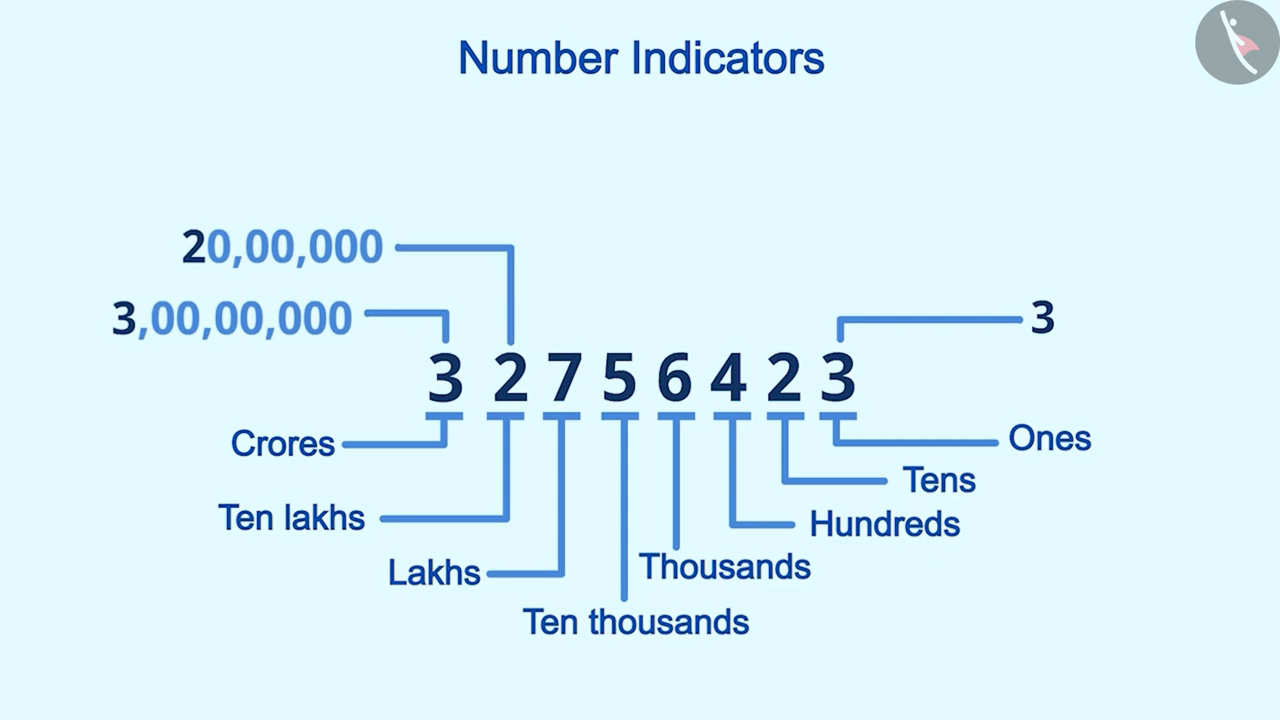 Number Indicators
20,00,000
3,00,00,000
3
3 2 7 5 6 4 2 3
Crores
Ones
Tens
Ten lakhs
Hundreds
Lakhs
Thousands
Ten thousands